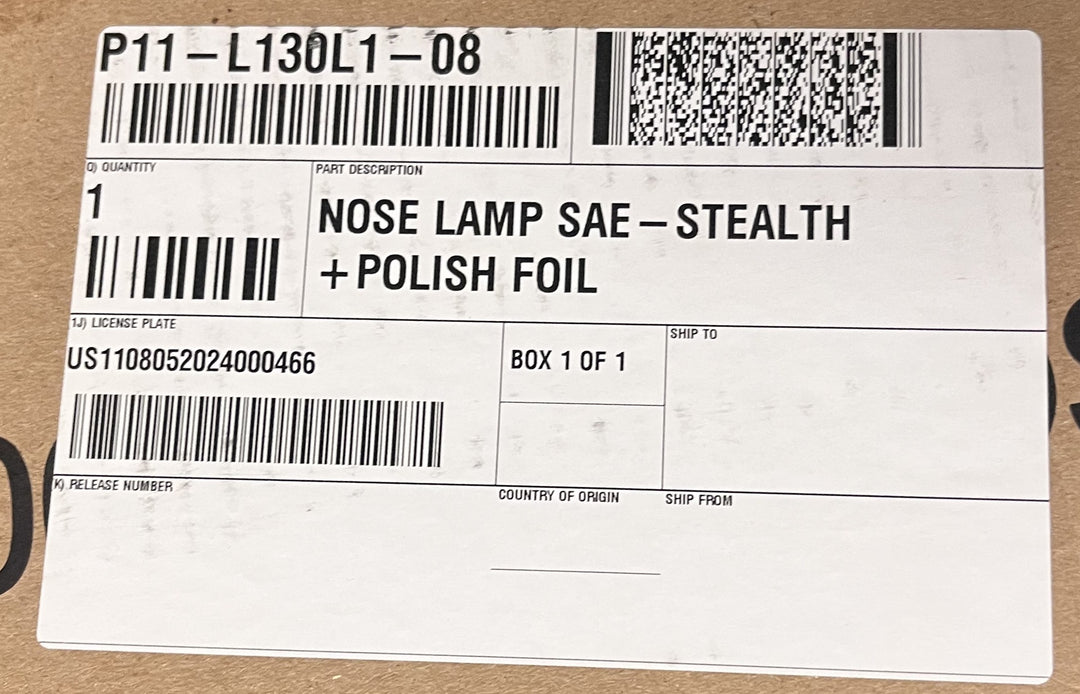 P11-L130L1-08
Q) QUANTITY
1
PART DESCRIPTION
NOSE LAMP SAE-STEALTH
+POLISH FOIL
1J) LICENSE PLATE
US1108052024000466
BOX 1 OF 1
SHIP TO
K) RELEASE NUMBER
COUNTRY OF ORIGIN
SHIP FROM